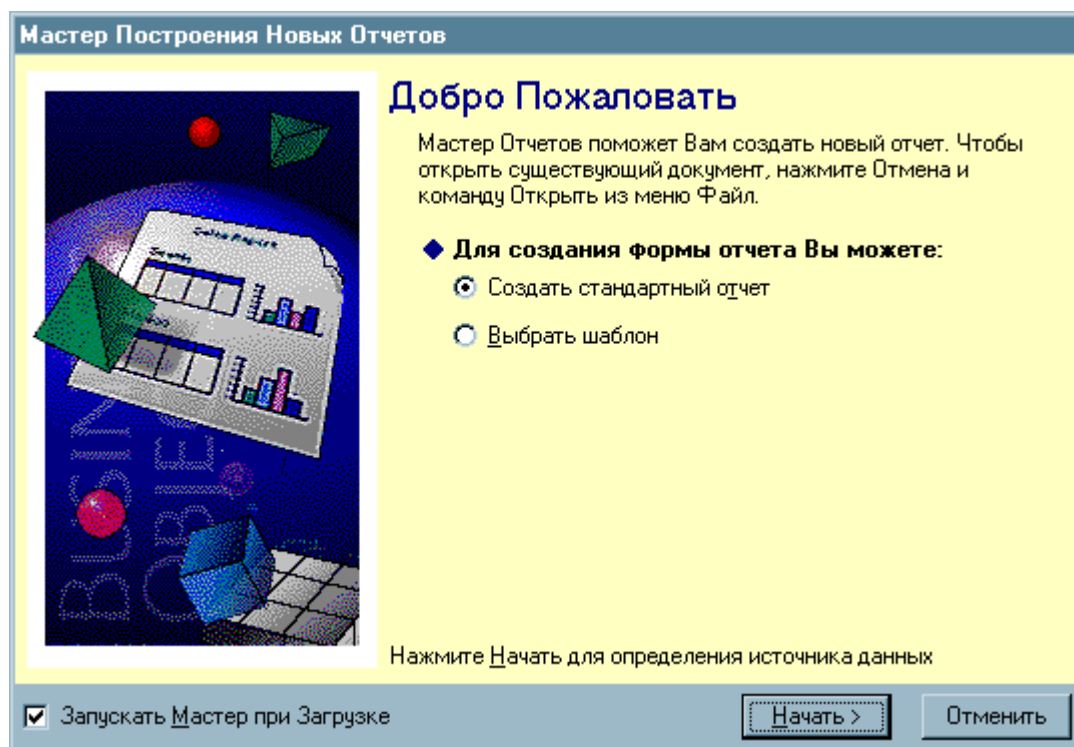 Мастер Построения Новых Отчетов
Добро Пожаловать
Мастер Отчетов поможет Вам создать новый отчет. Чтобы
открыть существующий документ, нажмите Отмена и
команду Открыть из меню Файл.
Для создания формы отчета Вы можете:
Создать стандартный отчет
Выбрать шаблон
BUSIN
OBJEC
Нажмите Начать для определения источника данных
Запускать Мастер при Загрузке
Начать >
Отменить